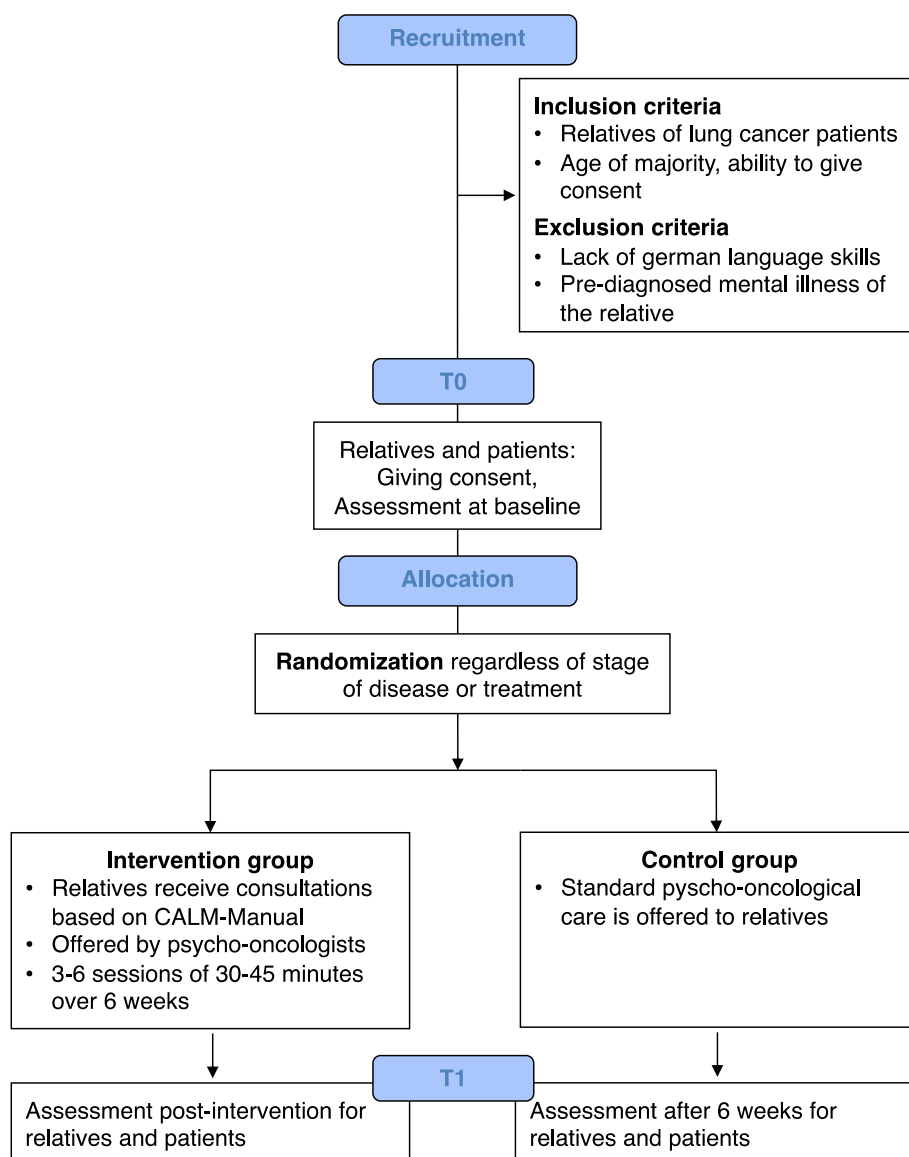 Recruitment
Inclusion criteria
• Relatives of lung cancer patients
• Age of majority, ability to give
consent
Exclusion criteria
• Lack of german language skills
• Pre-diagnosed mental illness of
the relative
T0
Relatives and patients:
Giving consent,
Assessment at baseline
Allocation
Randomization regardless of stage
of disease or treatment
Intervention group
• Relatives receive consultations
based on CALM-Manual
• Offered by psycho-oncologists
• 3-6 sessions of 30-45 minutes
over 6 weeks
Control group
• Standard pyscho-oncological
care is offered to relatives
T1
Assessment post-intervention for
relatives and patients
Assessment after 6 weeks for
relatives and patients